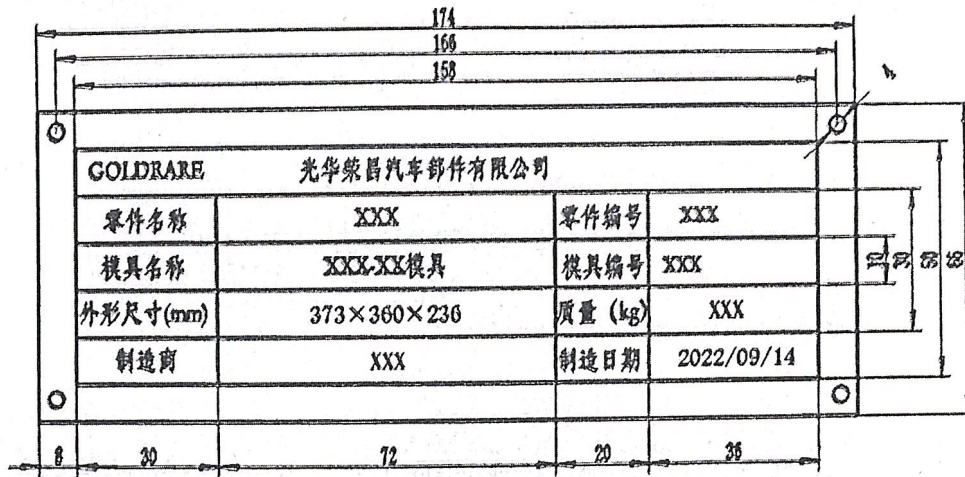 174
166
158
GOLDRARE 光华荣昌汽车部件有限公司
零件名称 XXX 零件编号 XXX
模具名称 XXX-XX模具 模具编号 XXX
外形尺寸(mm) 373×360×236 质量 (kg) XXX
制造商 XXX 制造日期 2022/09/14
8 30 72 20 36